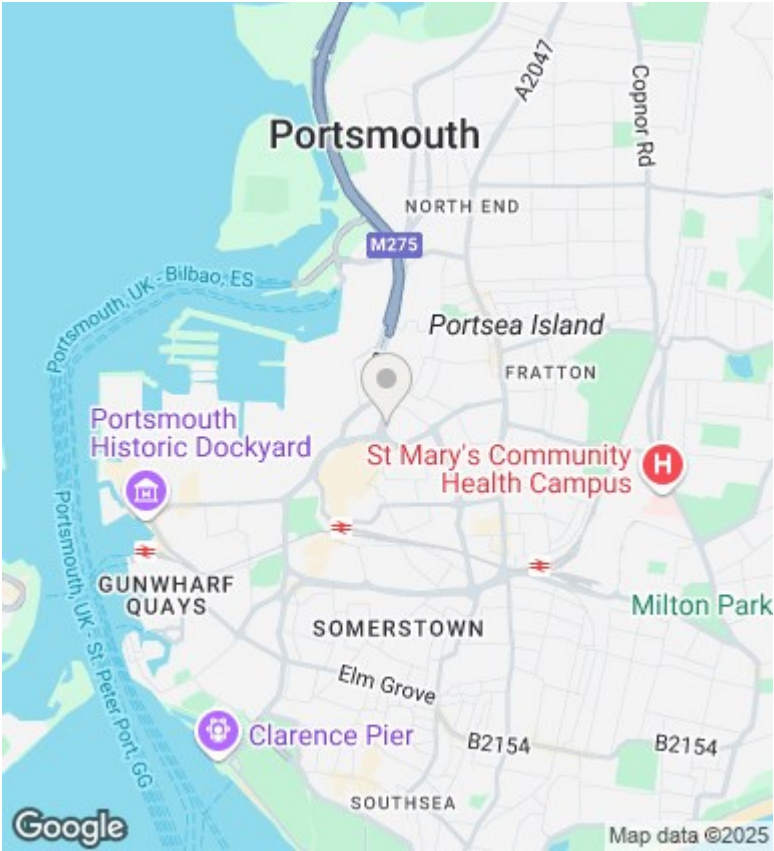 A2047
Copnor Rd
Portsmouth
NORTH END
M275
Portsmouth, UK - Bilbao, ES
Portsea Island
FRATTON
Portsmouth
Historic Dockyard
St Mary's Community
Health Campus
H
Portsmouth, UK - St. Peter Port, GG
GUNWHARF
QUAYS
Milton Park
SOMERSTOWN
Elm Grove
Clarence Pier
B2154
B2154
SOUTHSEA
Google
Map data ©2025